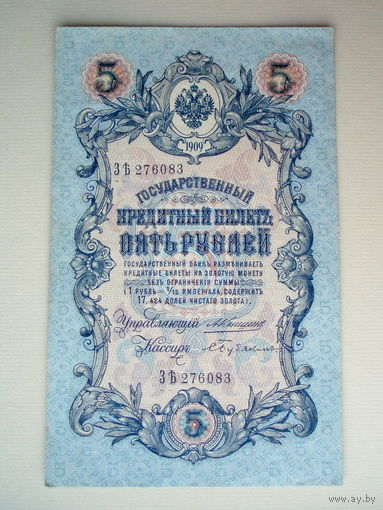 5 5
1909
ЗѢ 276083
ГОСУДАРСТВЕННЫЙ
КРЕДИТНЫЙ БИЛЕТЪ
ПЯТЬ РУБЛЕЙ
ГОСУДАРСТВЕННЫЙ БАНКЪ РАЗМѢНИВАЕТЪ
КРЕДИТНЫЕ БИЛЕТЫ НА ЗОЛОТУЮ МОНЕТУ
БЕЗЪ ОГРАНИЧЕНІЯ СУММЫ
(1 РУБЛЬ = 1/15 ИМПЕРІАЛА, СОДЕРЖИТЪ
17,424 ДОЛЕЙ ЧИСТАГО ЗОЛОТА).
Управляющій
Кассиръ
ЗѢ 276083
5
www.ay.by